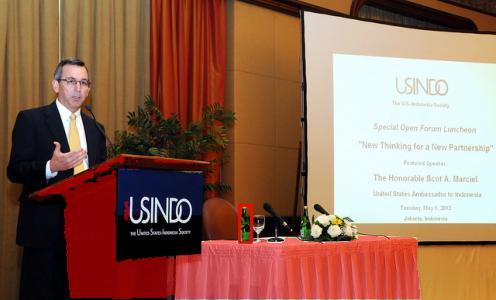 USINDO
The U.S-Indonesia Society
Special Open Forum Luncheon
"New Thinking for a New Partnership"
Featured Speaker:
The Honorable Scot A. Marciel
United States Ambassador to Indonesia
Tuesday, May 1, 2012
Jakarta, Indonesia
USINDO
THE UNITED STATES-INDONESIA SOCIETY